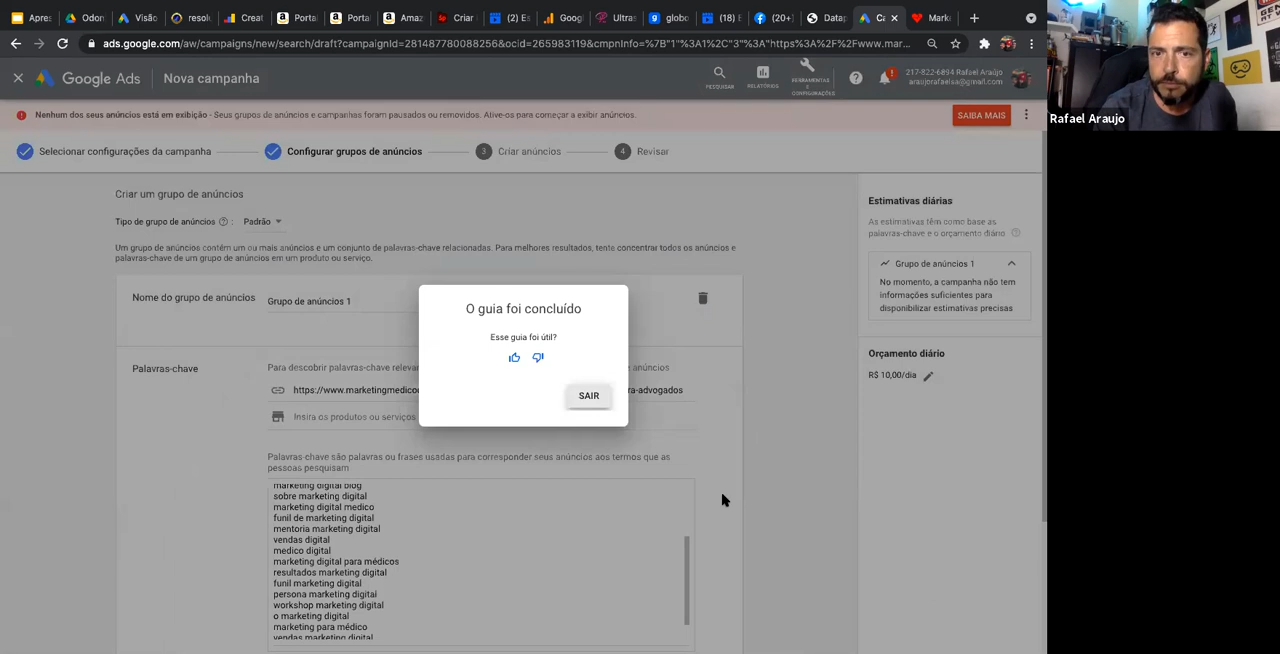 Apres
Odon
Visão
resolu
Creat
Portal
Portal
Amaz
Criar
(2) E
Googl
Ultras
globo
(18) E
(20+)
Datap
Ca
Marke
ads.google.com/aw/campaigns/new/search/draft?campaignId=281487780088256&ocid=265983119&cmpnInfo=%7B"1"%3A1%2C"3"%3A"https%3A%2F%2Fwww.mar...
Google Ads
Nova campanha
PESQUISAR
RELATÓRIOS
FERRAMENTAS
E
CONFIGURAÇÕES
217-822-6894 Rafael Araújo
araujorafaelsa@gmail.com
Nenhum dos seus anúncios está em exibição - Seus grupos de anúncios e campanhas foram pausados ou removidos. Ative-os para começar a exibir anúncios.
SAIBA MAIS
Rafael Araujo
Selecionar configurações da campanha
Configurar grupos de anúncios
3 Criar anúncios
4 Revisar
Criar um grupo de anúncios
Tipo de grupo de anúncios : Padrão
Um grupo de anúncios contém um ou mais anúncios e um conjunto de palavras-chave relacionadas. Para melhores resultados, tente concentrar todos os anúncios e
palavras-chave de um grupo de anúncios em um produto ou serviço.
Nome do grupo de anúncios
Grupo de anúncios 1
Palavras-chave
Para descobrir palavras-chave relevan
anúncios
https://www.marketingmedico
ra-advogados
Insira os produtos ou serviços
Palavras-chave são palavras ou frases usadas para corresponder seus anúncios aos termos que as
pessoas pesquisam
marketing digital blog
sobre marketing digital
marketing digital medico
funil de marketing digital
mentoria marketing digital
vendas digital
medico digital
marketing digital para médicos
resultados marketing digital
funil marketing digital
persona marketing digital
workshop marketing digital
o marketing digital
marketing para médico
vendas marketing digital
O guia foi concluído
Esse guia foi útil?
SAIR
Estimativas diárias
As estimativas têm como base as
palavras-chave e o orçamento diário
Grupo de anúncios 1
No momento, a campanha não tem
informações suficientes para
disponibilizar estimativas precisas
Orçamento diário
R$ 10,00/dia